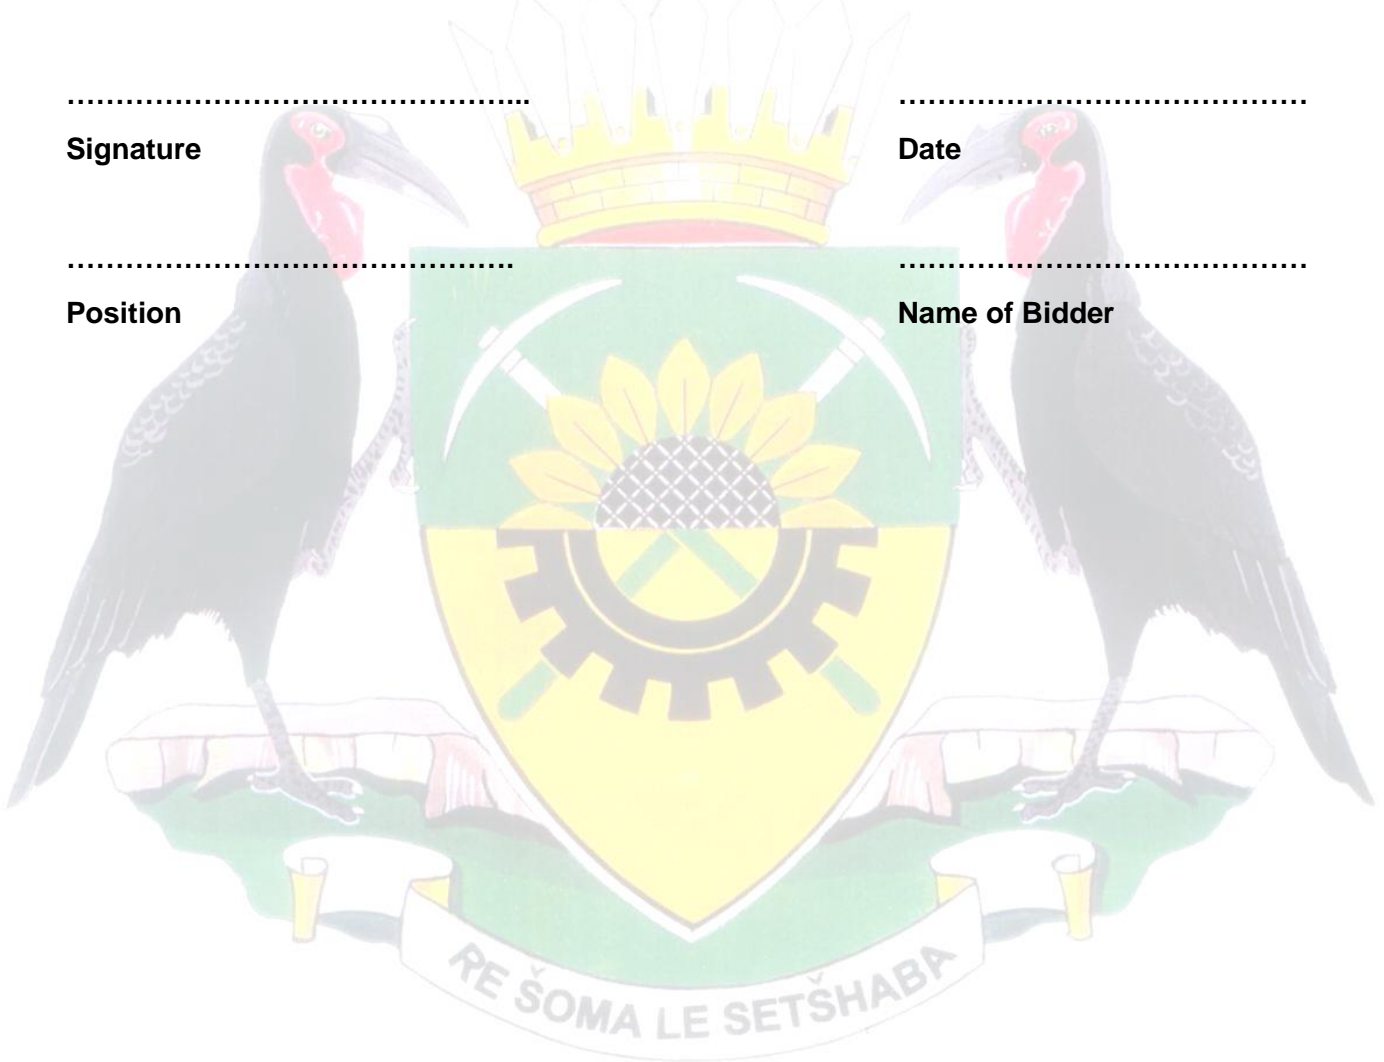 …………………………………………... ……………………………………
Signature Date
………………………………………. ……………………………………
Position Name of Bidder
RE ŠOMA LE SETŠHABA